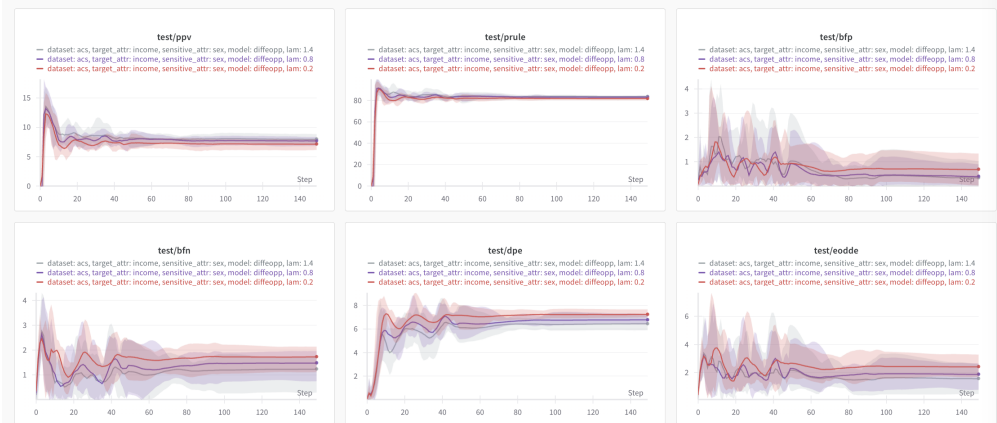 test/ppv
dataset: acs, target_attr: income, sensitive_attr: sex, model: diffeopp, lam: 1.4
dataset: acs, target_attr: income, sensitive_attr: sex, model: diffeopp, lam: 0.8
dataset: acs, target_attr: income, sensitive_attr: sex, model: diffeopp, lam: 0.2
15
10
5
0
Step
0 20 40 60 80 100 120 140
test/prule
dataset: acs, target_attr: income, sensitive_attr: sex, model: diffeopp, lam: 1.4
dataset: acs, target_attr: income, sensitive_attr: sex, model: diffeopp, lam: 0.8
dataset: acs, target_attr: income, sensitive_attr: sex, model: diffeopp, lam: 0.2
80
60
40
20
0
Step
0 20 40 60 80 100 120 140
test/bfp
dataset: acs, target_attr: income, sensitive_attr: sex, model: diffeopp, lam: 1.4
dataset: acs, target_attr: income, sensitive_attr: sex, model: diffeopp, lam: 0.8
dataset: acs, target_attr: income, sensitive_attr: sex, model: diffeopp, lam: 0.2
4
3
2
1
Step
0 20 40 60 80 100 120 140
test/bfn
dataset: acs, target_attr: income, sensitive_attr: sex, model: diffeopp, lam: 1.4
dataset: acs, target_attr: income, sensitive_attr: sex, model: diffeopp, lam: 0.8
dataset: acs, target_attr: income, sensitive_attr: sex, model: diffeopp, lam: 0.2
4
3
2
1
Step
0 20 40 60 80 100 120 140
test/dpe
dataset: acs, target_attr: income, sensitive_attr: sex, model: diffeopp, lam: 1.4
dataset: acs, target_attr: income, sensitive_attr: sex, model: diffeopp, lam: 0.8
dataset: acs, target_attr: income, sensitive_attr: sex, model: diffeopp, lam: 0.2
8
6
4
2
Step
0 20 40 60 80 100 120 140
test/eodde
dataset: acs, target_attr: income, sensitive_attr: sex, model: diffeopp, lam: 1.4
dataset: acs, target_attr: income, sensitive_attr: sex, model: diffeopp, lam: 0.8
dataset: acs, target_attr: income, sensitive_attr: sex, model: diffeopp, lam: 0.2
6
4
2
Step
0 20 40 60 80 100 120 140